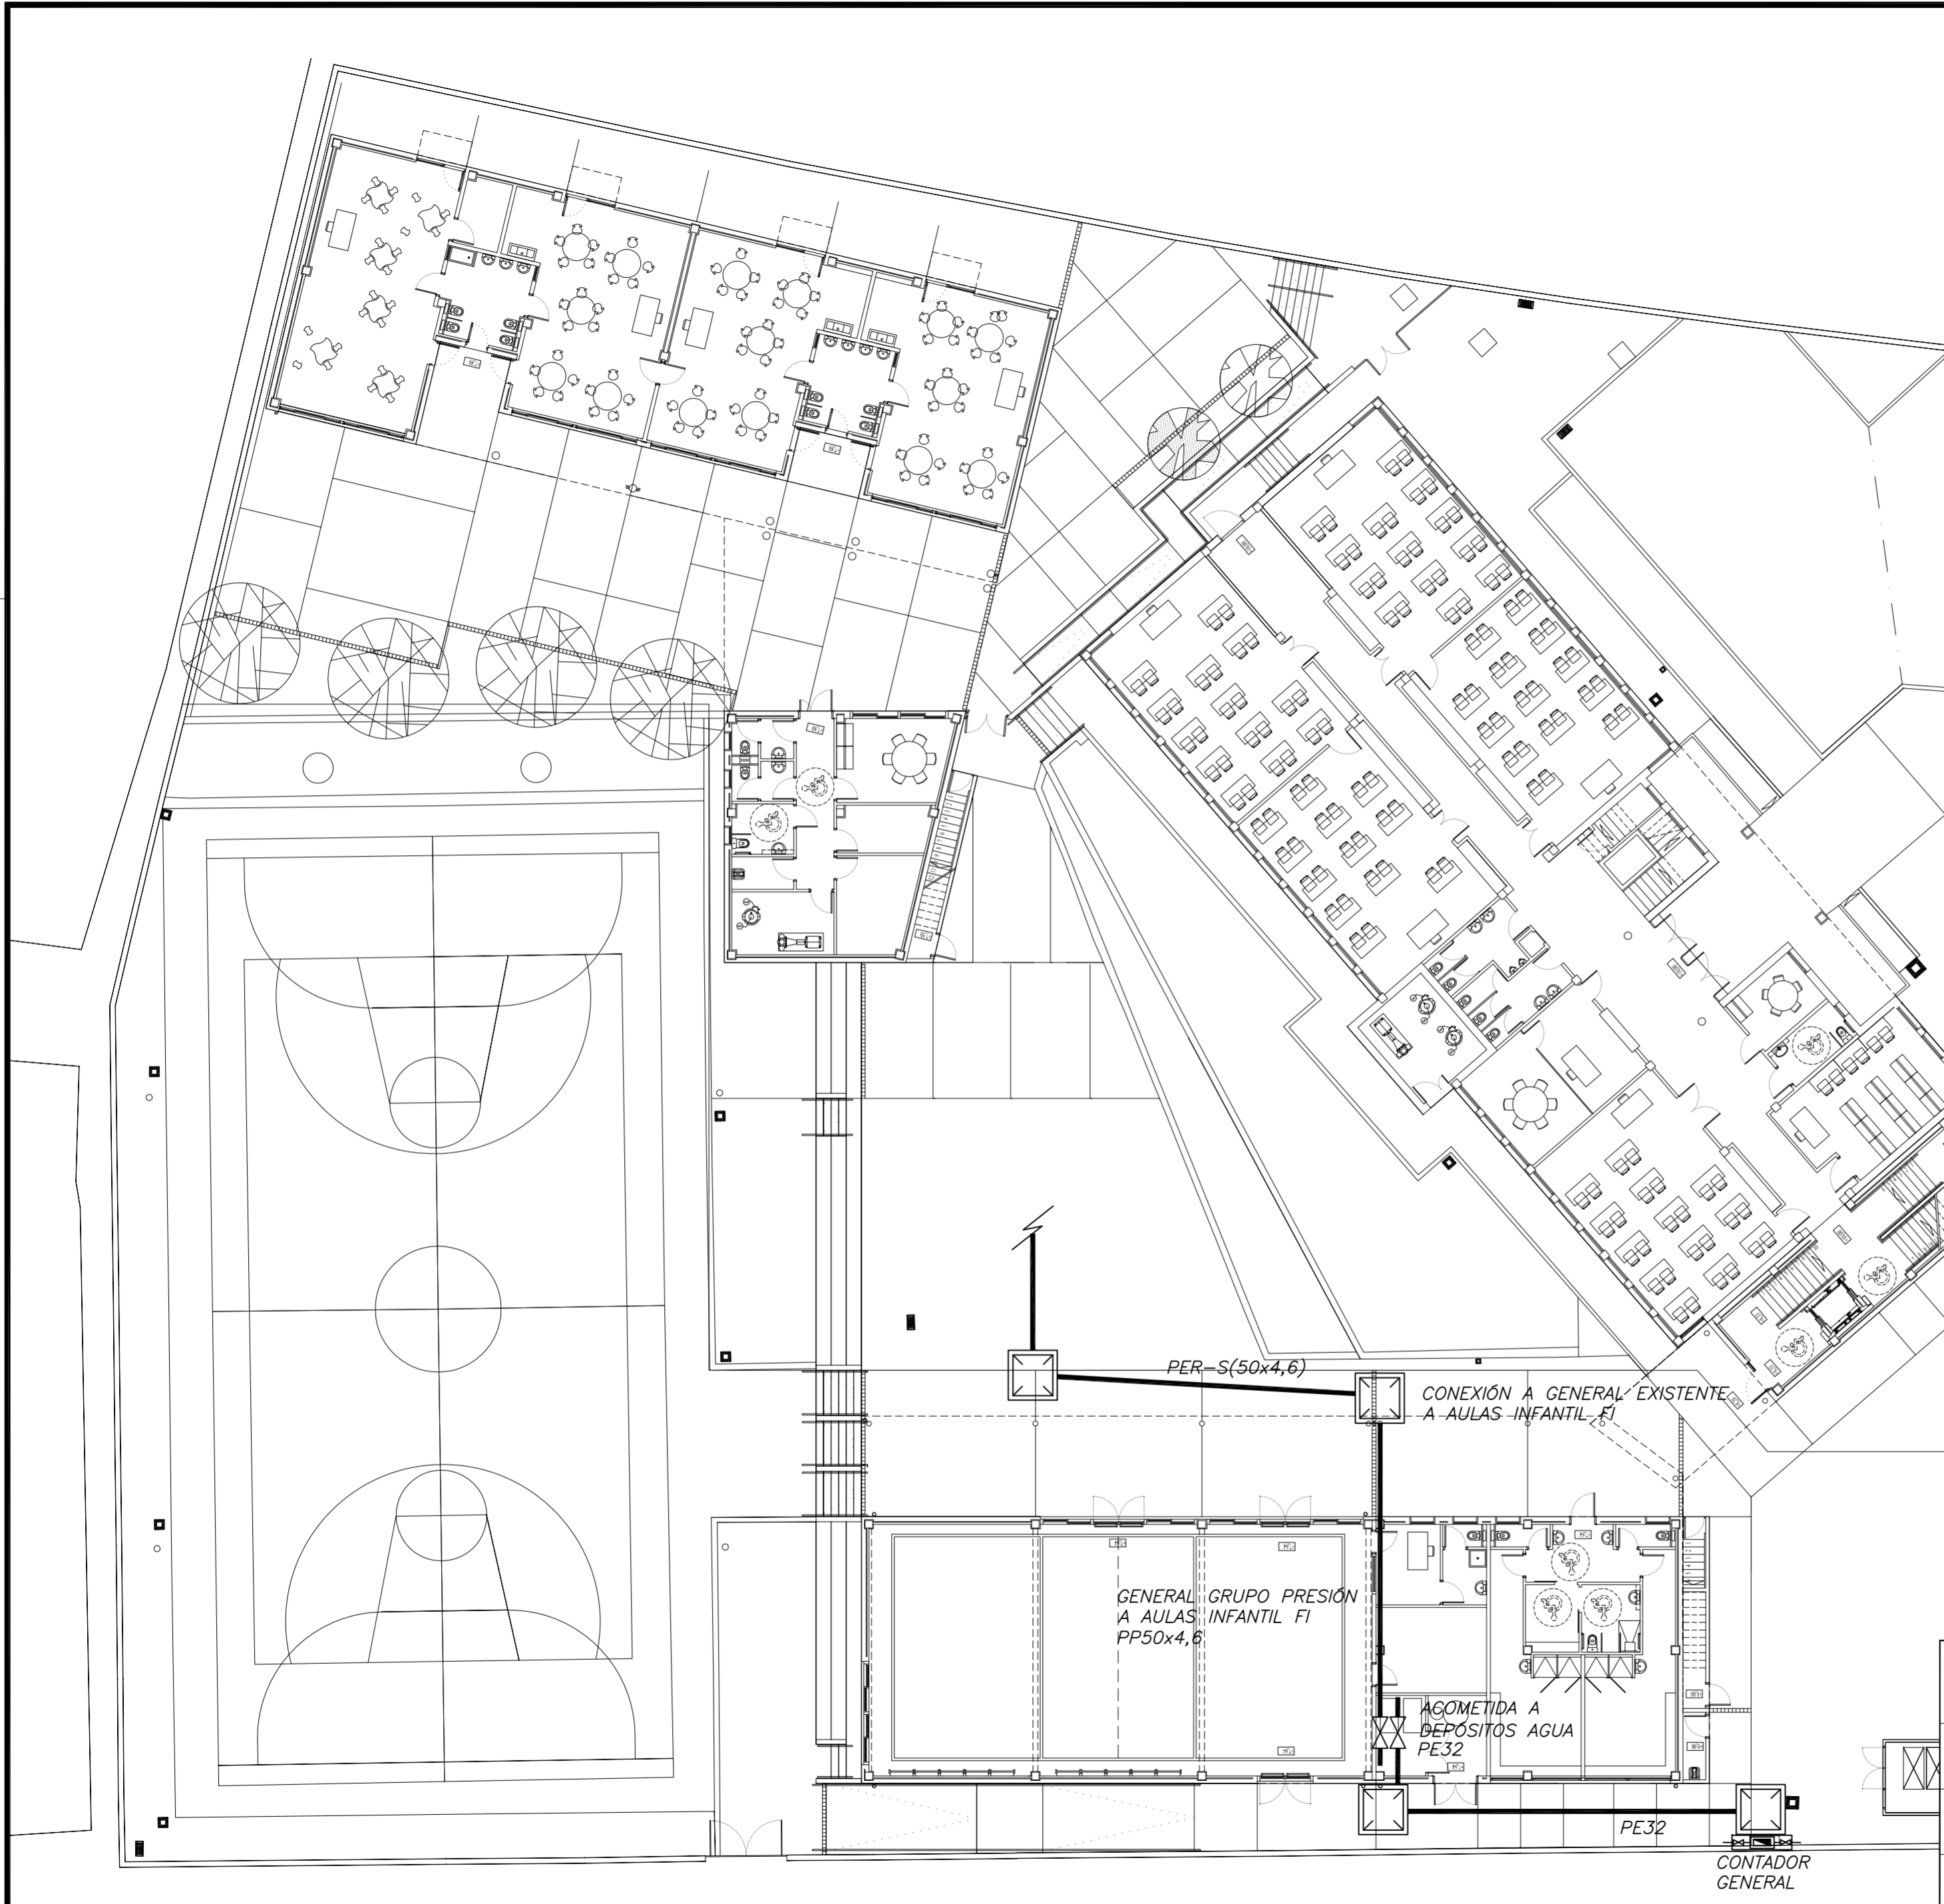 PER-S(50x4,6)
CONEXIÓN A GENERAL EXISTENTE
A AULAS INFANTIL FI
GENERAL GRUPO PRESIÓN
A AULAS INFANTIL FI
PP50x4,6
ACOMETIDA A
DEPÓSITOS AGUA
PE32
PE32
CONTADOR
GENERAL